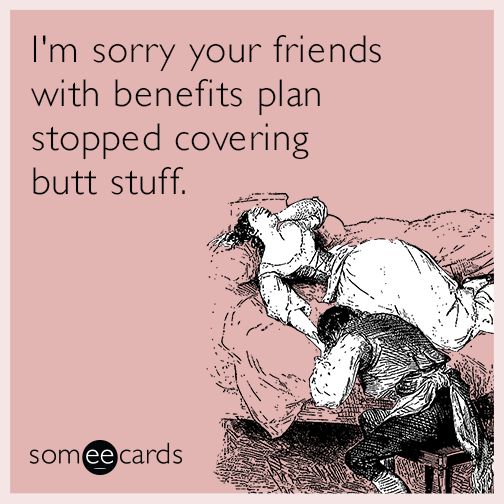 I'm sorry your friends
with benefits plan
stopped covering
butt stuff.
someecards